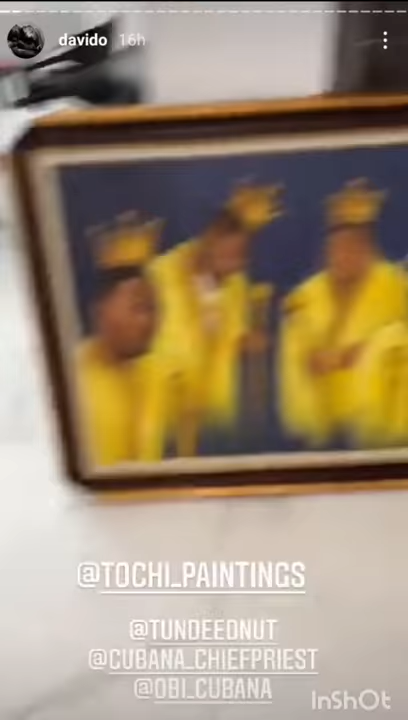 davido 16h
@TOCHI_PAINTINGS
@TUNDEEDNUT
@CUBANA_CHIEFPRIEST
@OBI_CUBANA
InShOt